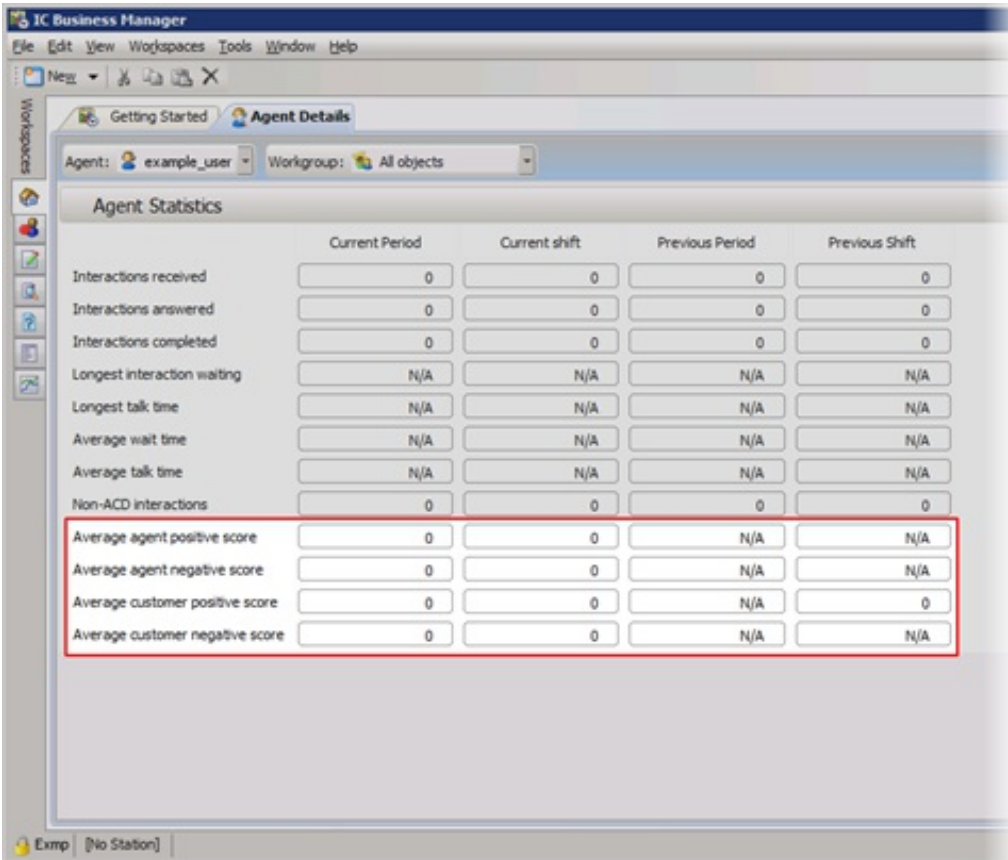 IC Business Manager
File Edit View Workspaces Tools Window Help
New
Workspaces
Getting Started Agent Details
Agent: example_user Workgroup: All objects
Agent Statistics
Current Period Current shift Previous Period Previous Shift
Interactions received 0 0 0 0
Interactions answered 0 0 0 0
Interactions completed 0 0 0 0
Longest interaction waiting N/A N/A N/A N/A
Longest talk time N/A N/A N/A N/A
Average wait time N/A N/A N/A N/A
Average talk time N/A N/A N/A N/A
Non-ACD interactions 0 0 0 0
Average agent positive score 0 0 N/A N/A
Average agent negative score 0 0 N/A N/A
Average customer positive score 0 0 N/A 0
Average customer negative score 0 0 N/A N/A
Exmp [No Station]